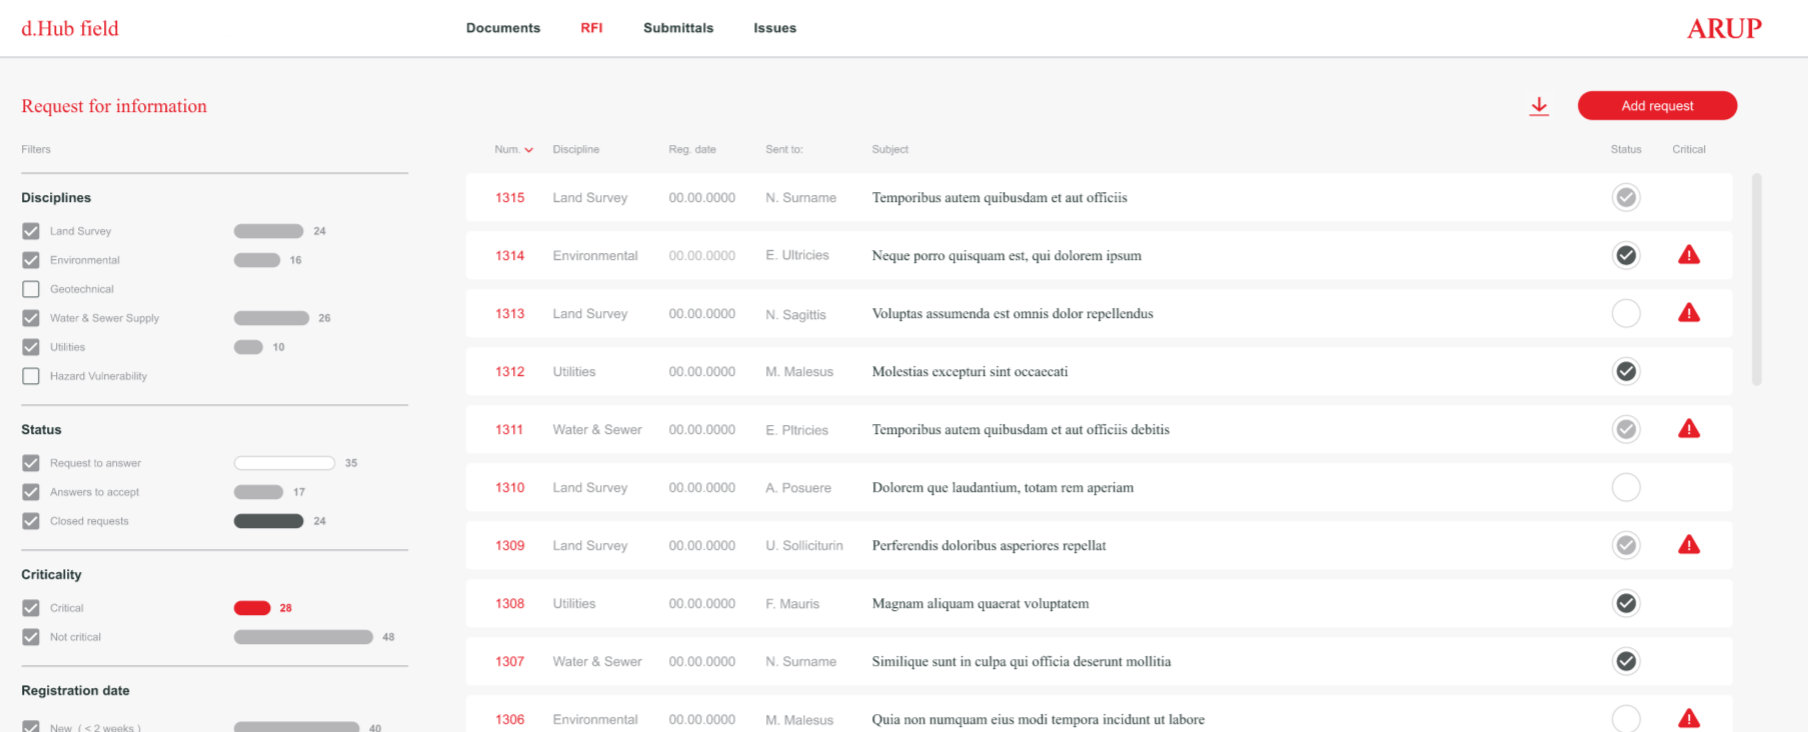 d.Hub field
Documents RFI Submittals Issues
ARUP
Request for information
Add request
Filters
Disciplines
Land Survey 24
Environmental 16
Geotechnical
Water & Sewer Supply 26
Utilities 10
Hazard Vulnerability
Status
Request to answer 35
Answers to accept 17
Closed requests 24
Criticality
Critical 28
Not critical 48
Registration date
New ( < 2 weeks ) 40
Num. Discipline Reg. date Sent to: Subject Status Critical
1315 Land Survey 00.00.0000 N. Surname Temporibus autem quibusdam et aut officiis
1314 Environmental 00.00.0000 E. Ultricies Neque porro quisquam est, qui dolorem ipsum
1313 Land Survey 00.00.0000 N. Sagittis Voluptas assumenda est omnis dolor repellendus
1312 Utilities 00.00.0000 M. Malesus Molestias excepturi sint occaecati
1311 Water & Sewer 00.00.0000 E. Pltricies Temporibus autem quibusdam et aut officiis debitis
1310 Land Survey 00.00.0000 A. Posuere Dolorem que laudantium, totam rem aperiam
1309 Land Survey 00.00.0000 U. Solliciturin Perferendis doloribus asperiores repellat
1308 Utilities 00.00.0000 F. Mauris Magnam aliquam quaerat voluptatem
1307 Water & Sewer 00.00.0000 N. Surname Similique sunt in culpa qui officia deserunt mollitia
1306 Environmental 00.00.0000 M. Malesus Quia non numquam eius modi tempora incidunt ut labore